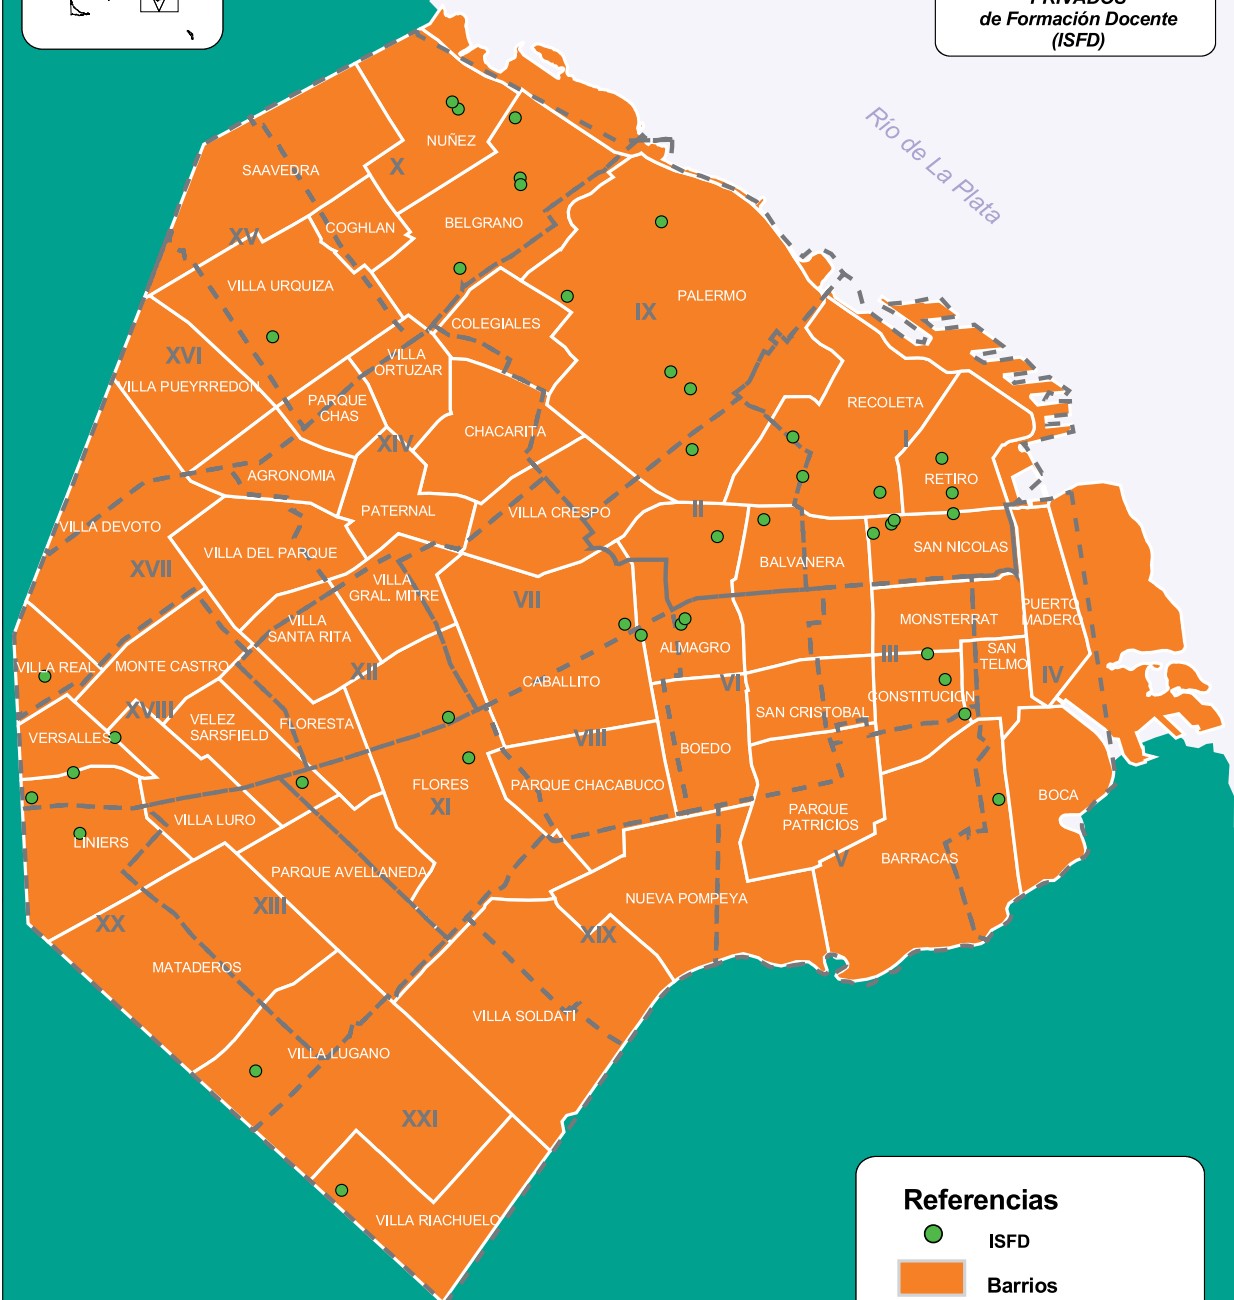 PRIVADOS
de Formación Docente
(ISFD)
Río de La Plata
NUÑEZ
SAAVEDRA
X
BELGRANO
COGHLAN
XV
VILLA URQUIZA
PALERMO
IX
COLEGIALES
XVI
VILLA
ORTUZAR
VILLA PUEYRREDON
PARQUE
CHAS
RECOLETA
CHACARITA
XIV
I
AGRONOMIA
RETIRO
PATERNAL
VILLA CRESPO
II
VILLA DEVOTO
VILLA DEL PARQUE
SAN NICOLAS
BALVANERA
XVII
VILLA
GRAL. MITRE
VII
PUERTO
MADERO
MONSTERRAT
VILLA
SANTA RITA
ALMAGRO
SAN
TELMO
III
VILLA REAL
MONTE CASTRO
XII
IV
CABALLITO
VI
CONSTITUCION
XVIII
SAN CRISTOBAL
VELEZ
SARSFIELD
FLORESTA
VERSALLES
VIII
BOEDO
FLORES
PARQUE CHACABUCO
BOCA
XI
VILLA LURO
PARQUE
PATRICIOS
LINIERS
V
BARRACAS
PARQUE AVELLANEDA
NUEVA POMPEYA
XIII
XX
XIX
MATADEROS
VILLA SOLDATI
VILLA LUGANO
XXI
VILLA RIACHUELO
Referencias
ISFD
Barrios